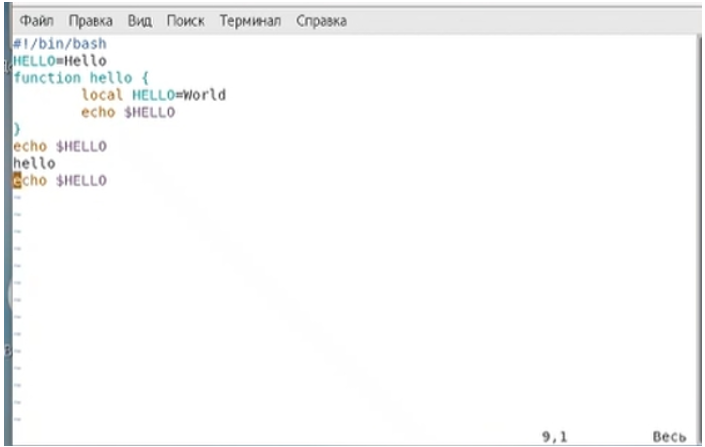 Файл Правка Вид Поиск Терминал Справка
#!/bin/bash
HELLO=Hello
function hello {
        local HELLO=World
        echo $HELLO
}
echo $HELLO
hello
echo $HELLO
~
~
~
~
~
~
~
~
~
~
~
~
~
~
9,1 Весь